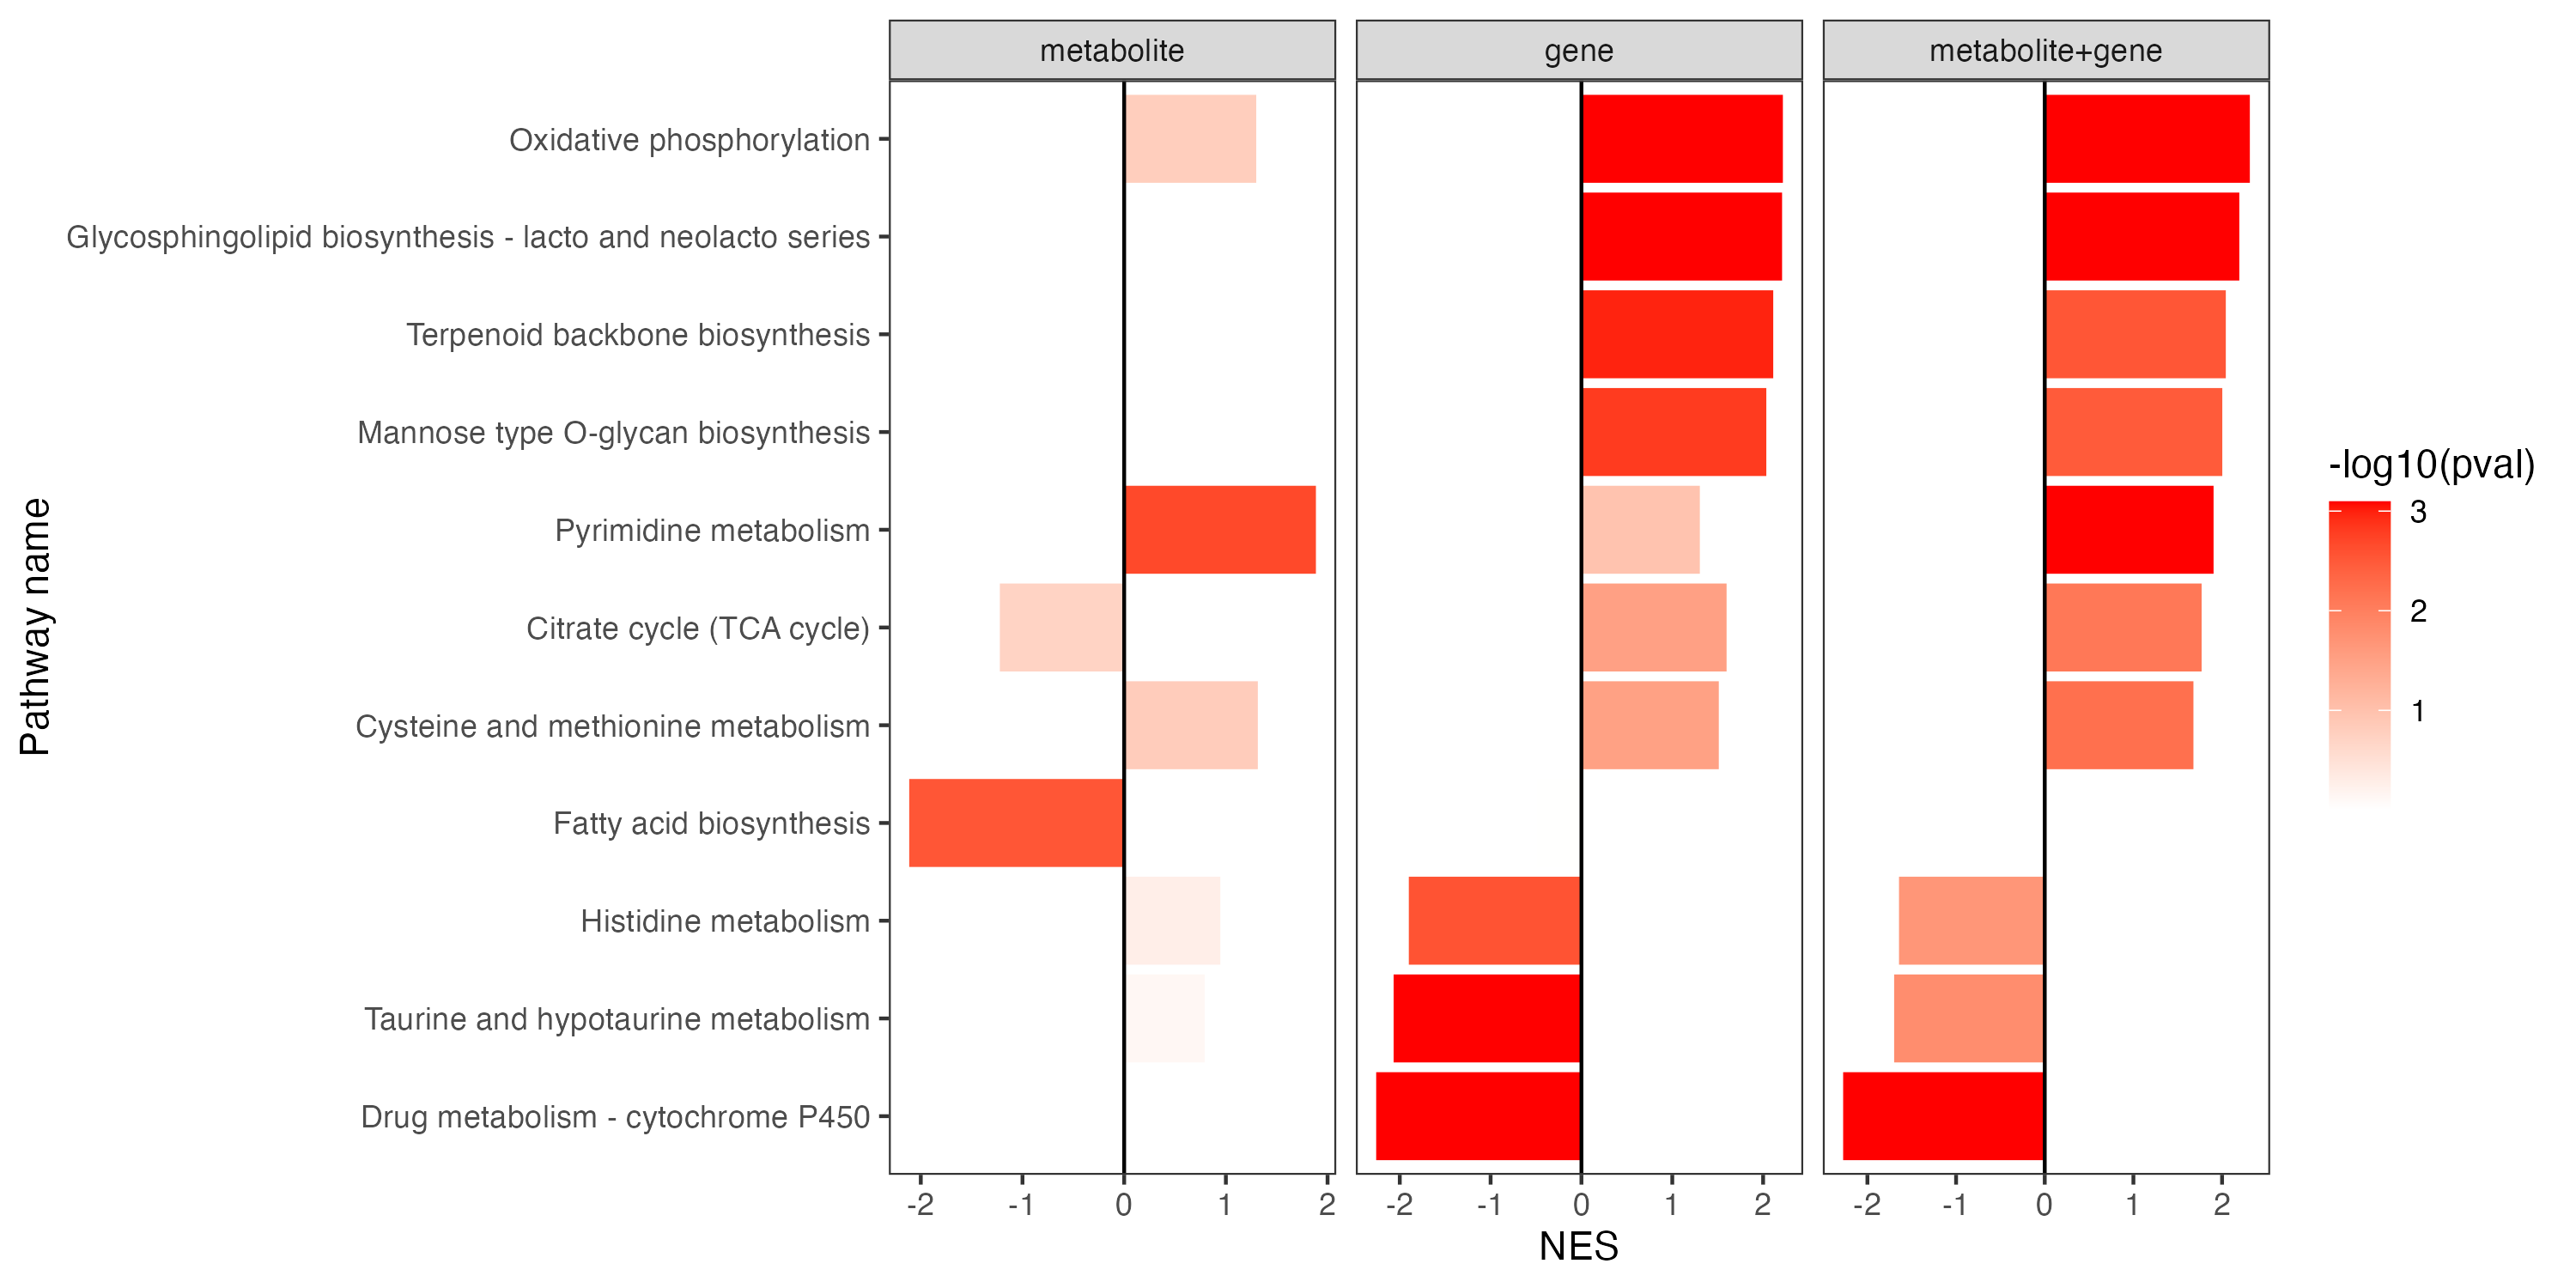 metabolite
gene
metabolite+gene
Pathway name
Oxidative phosphorylation
Glycosphingolipid biosynthesis - lacto and neolacto series
Terpenoid backbone biosynthesis
Mannose type O-glycan biosynthesis
Pyrimidine metabolism
Citrate cycle (TCA cycle)
Cysteine and methionine metabolism
Fatty acid biosynthesis
Histidine metabolism
Taurine and hypotaurine metabolism
Drug metabolism - cytochrome P450
-2 -1 0 1 2
-2 -1 0 1 2
-2 -1 0 1 2
NES
-log10(pval)
3
2
1